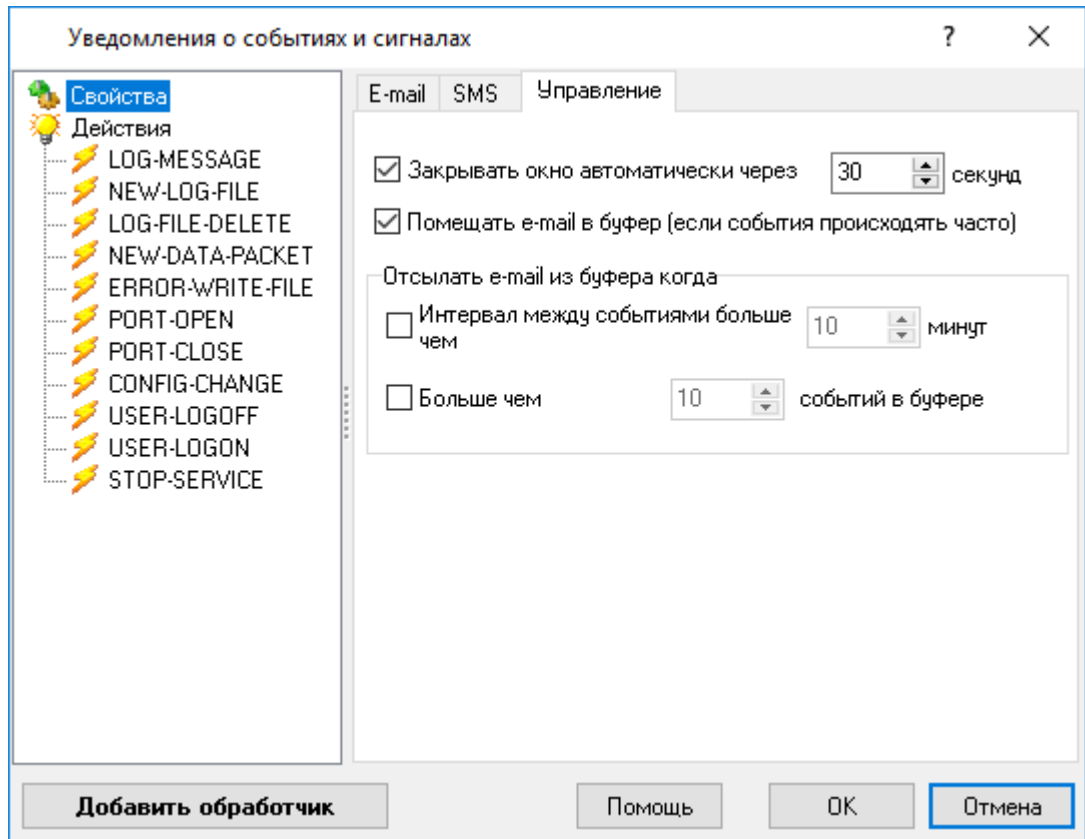 Уведомления о событиях и сигналах ?
Свойства
Действия
LOG-MESSAGE
NEW-LOG-FILE
LOG-FILE-DELETE
NEW-DATA-PACKET
ERROR-WRITE-FILE
PORT-OPEN
PORT-CLOSE
CONFIG-CHANGE
USER-LOGOFF
USER-LOGON
STOP-SERVICE
E-mail SMS Управление
Закрывать окно автоматически через 30 секунд
Помещать e-mail в буфер (если события происходять часто)
Отсылать e-mail из буфера когда
Интервал между событиями больше
чем 10 минут
Больше чем 10 событий в буфере
Добавить обработчик Помощь OK Отмена